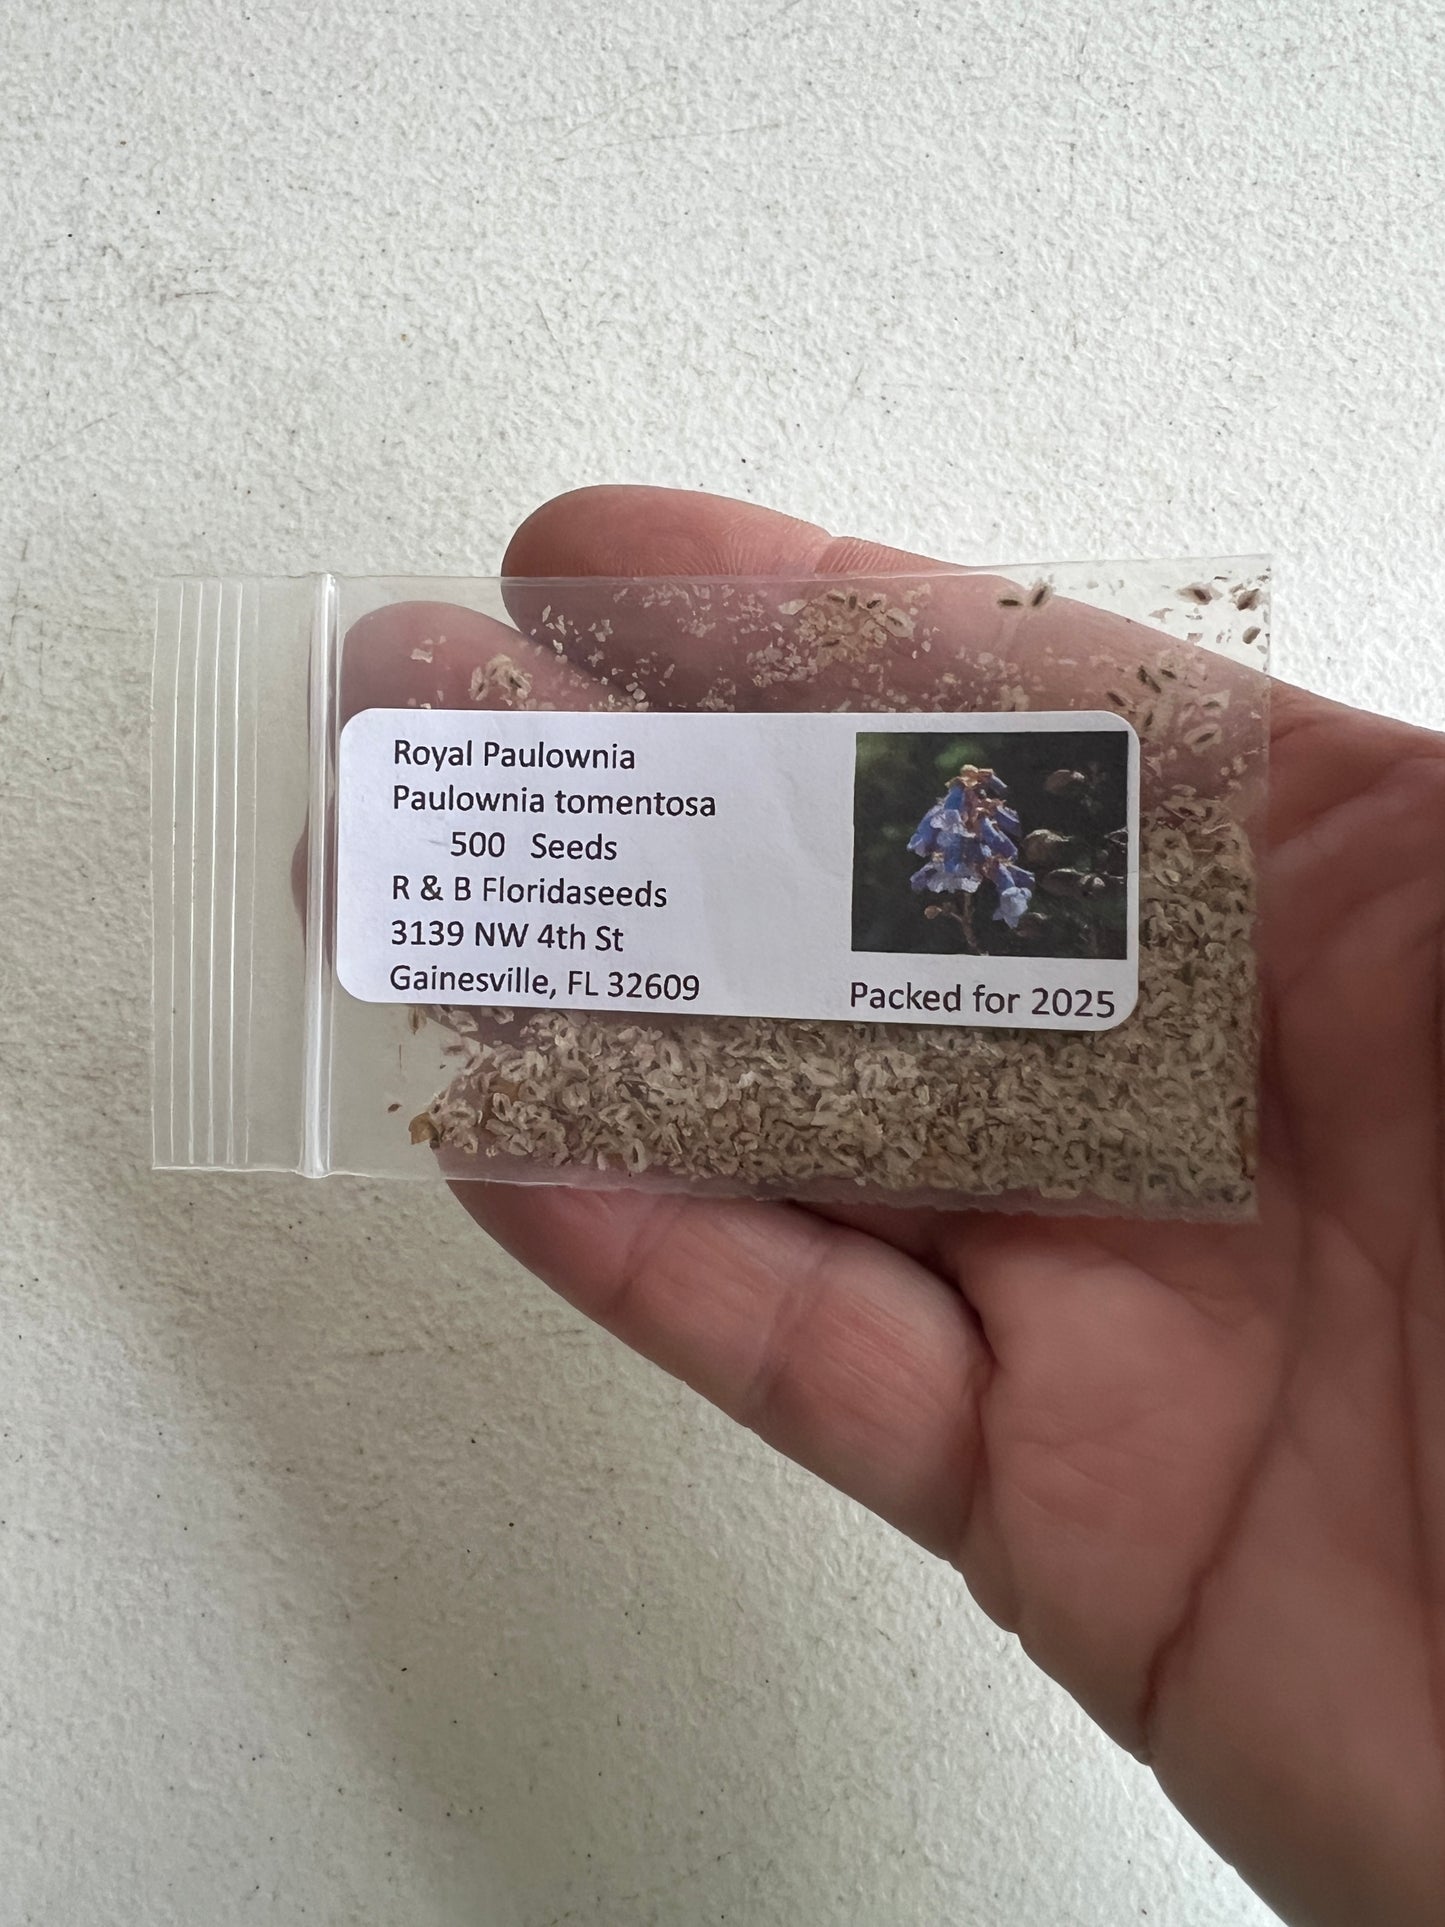 Royal Paulownia
Paulownia tomentosa
500 Seeds
R & B Floridaseeds
3139 NW 4th St
Gainesville, FL 32609
Packed for 2025